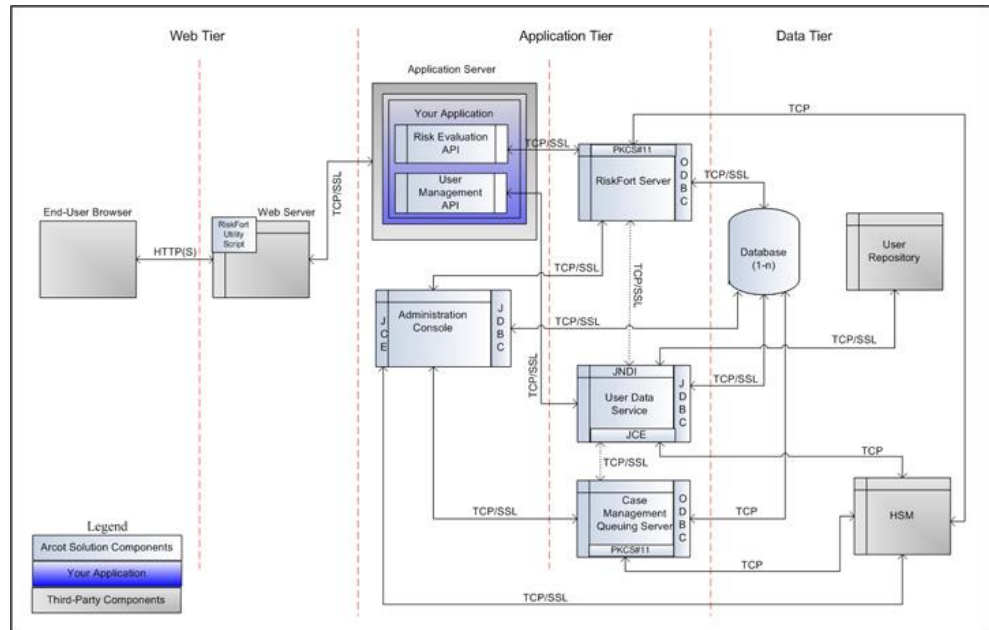 Web Tier
Application Tier
Data Tier
Application Server
Your Application
Risk Evaluation
API
User
Management
API
TCP/SSL
TCP/SSL
TCP
PKCS#11
RiskFort Server
ODBC
TCP/SSL
End-User Browser
HTTP(S)
RiskFort
Utility
Script
Web Server
Database
(1-n)
User
Repository
TCP/SSL
TCP/SSL
JCE
Administration
Console
JDBC
TCP/SSL
TCP/SSL
TCP/SSL
JNDI
User Data
Service
JCE
JDBC
TCP/SSL
TCP
TCP/SSL
Case
Management
Queuing Server
PKCS#11
ODBC
TCP/SSL
TCP
HSM
TCP
TCP/SSL
Legend
Arcot Solution Components
Your Application
Third-Party Components